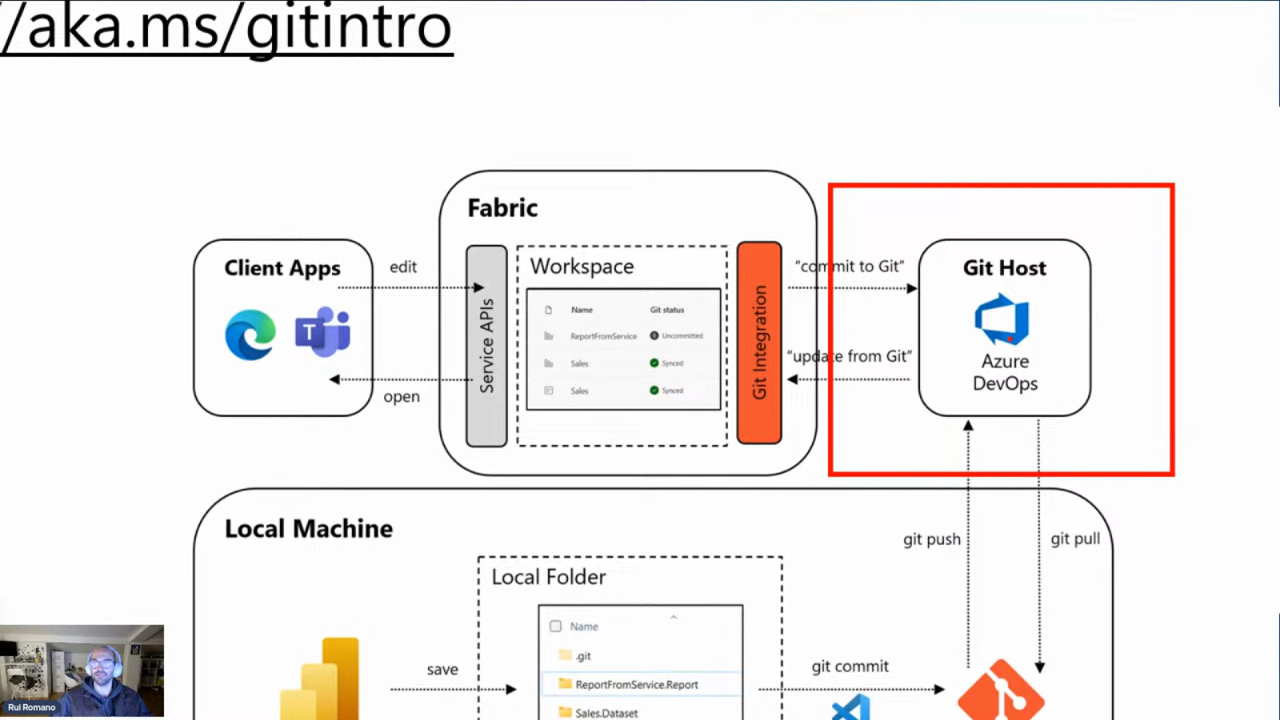 //aka.ms/gitintro
Fabric
Client Apps
edit
open
Service APIs
Workspace
Name Git status
ReportFromService Uncommitted
Sales Synced
Sales Synced
Git Integration
“commit to Git”
“update from Git”
Git Host
Azure
DevOps
Local Machine
git push
git pull
Local Folder
Name
.git
ReportFromService.Report
Sales.Dataset
save
git commit
T
Rui Romano